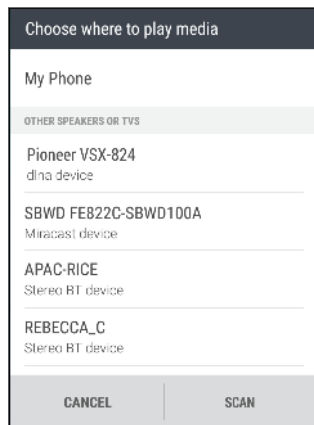 Choose where to play media
My Phone
OTHER SPEAKERS OR TVS
Pioneer VSX-824
dlna device
SBWD FE822C-SBWD100A
Miracast device
APAC-RICE
Stereo BT device
REBECCA_C
Stereo BT device
CANCEL SCAN